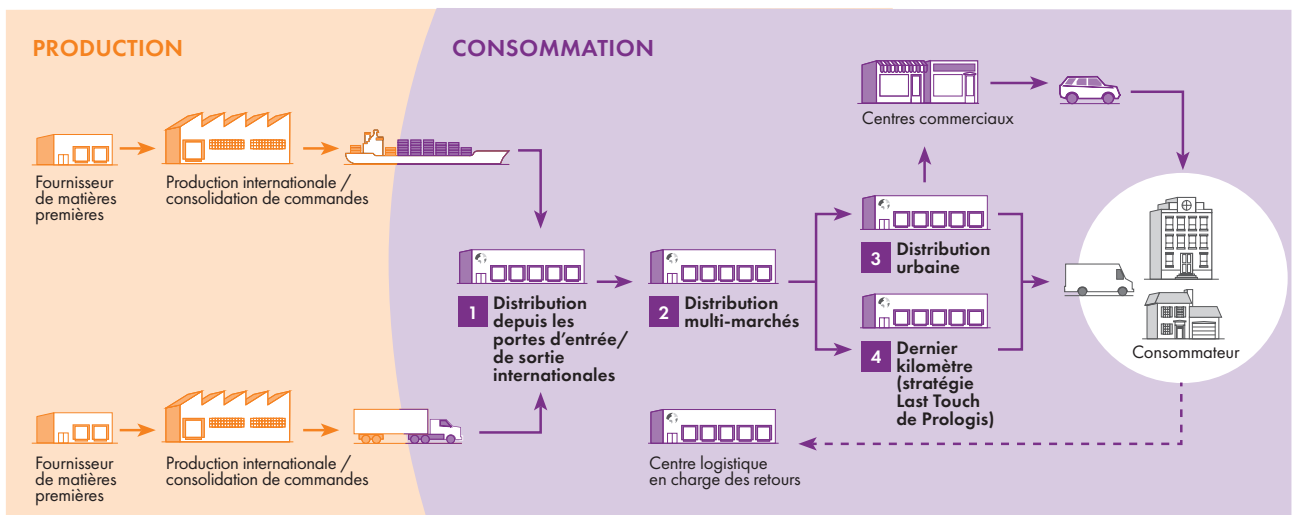 PRODUCTION
CONSOMMATION
Centres commerciaux
Fournisseur
de matières
premières
Production internationale /
consolidation de commandes
1 Distribution
depuis les
portes d'entrée/
de sortie
internationales
2 Distribution
multi-marchés
3 Distribution
urbaine
4 Dernier
kilomètre
(stratégie
Last Touch
de Prologis)
Consommateur
Fournisseur
de matières
premières
Production internationale /
consolidation de commandes
Centre logistique
en charge des retours